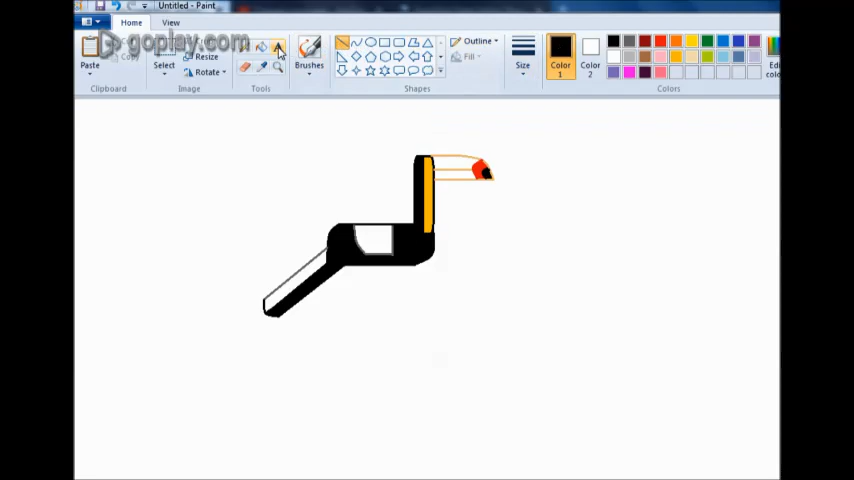 Untitled - Paint
Home
View
goplay.com
Paste
Copy
Select
Resize
Rotate
A
Brushes
Outline
Fill
Size
Color
1
Color
2
Clipboard
Image
Tools
Shapes
Colors